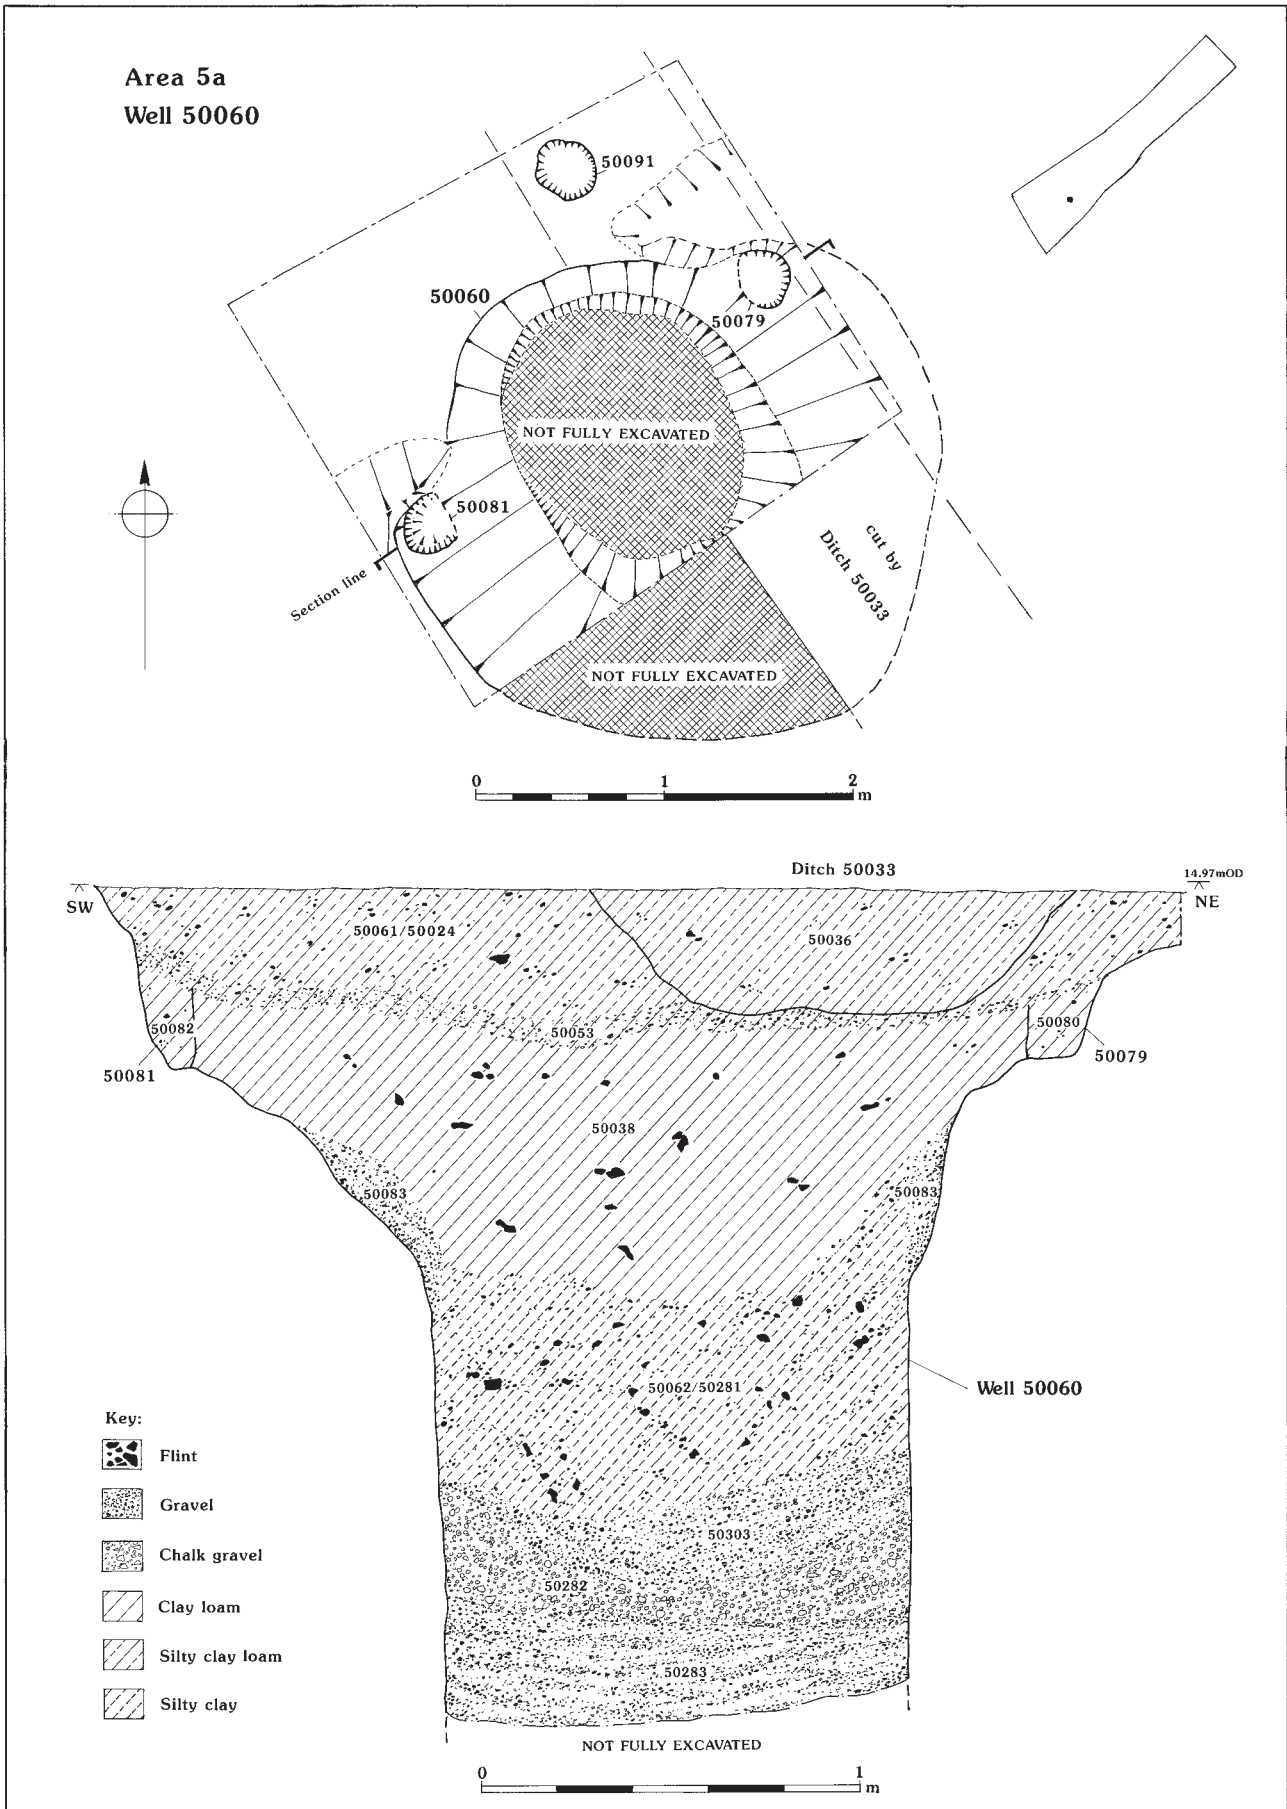 Area 5a
Well 50060
50091
50060
50079
NOT FULLY EXCAVATED
50081
Section line
cut by
Ditch 50033
NOT FULLY EXCAVATED
0 1 2
m
Ditch 50033
14.97mOD
SW
NE
50061/50024
50036
50053
50082
50080
50081
50079
50038
50083
50083
50062/50281
Well 50060
Key:
Flint
Gravel
Chalk gravel
Clay loam
Silty clay loam
Silty clay
50303
50282
50283
NOT FULLY EXCAVATED
0 1
m